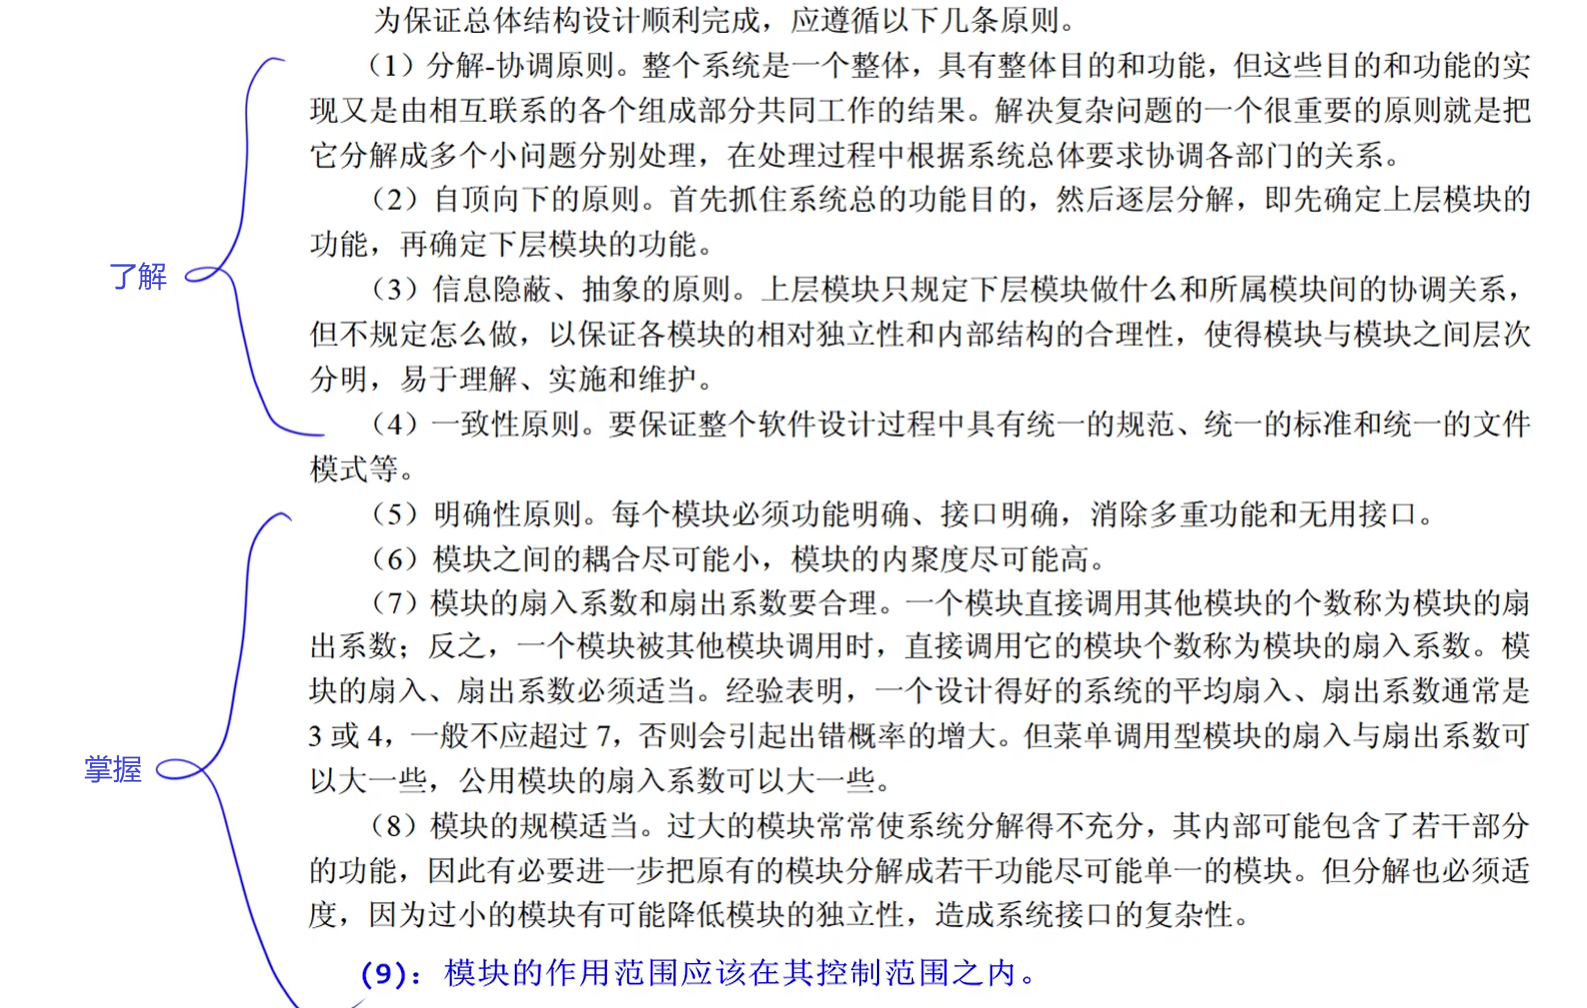 为保证总体结构设计顺利完成，应遵循以下几条原则。
（1）分解-协调原则。整个系统是一个整体，具有整体目的和功能，但这些目的和功能的实
现又是由相互联系的各个组成部分共同工作的结果。解决复杂问题的一个很重要的原则就是把
它分解成多个小问题分别处理，在处理过程中根据系统总体要求协调各部门的关系。
（2）自顶向下的原则。首先抓住系统总的功能目的，然后逐层分解，即先确定上层模块的
功能，再确定下层模块的功能。
了解
（3）信息隐蔽、抽象的原则。上层模块只规定下层模块做什么和所属模块间的协调关系，
但不规定怎么做，以保证各模块的相对独立性和内部结构的合理性，使得模块与模块之间层次
分明，易于理解、实施和维护。
（4）一致性原则。要保证整个软件设计过程中具有统一的规范、统一的标准和统一的文件
模式等。
（5）明确性原则。每个模块必须功能明确、接口明确，消除多重功能和无用接口。
（6）模块之间的耦合尽可能小，模块的内聚度尽可能高。
（7）模块的扇入系数和扇出系数要合理。一个模块直接调用其他模块的个数称为模块的扇
出系数；反之，一个模块被其他模块调用时，直接调用它的模块个数称为模块的扇入系数。模
块的扇入、扇出系数必须适当。经验表明，一个设计得好的系统的平均扇入、扇出系数通常是
3 或 4，一般不应超过 7，否则会引起出错概率的增大。但菜单调用型模块的扇入与扇出系数可
掌握
以大一些，公用模块的扇入系数可以大一些。
（8）模块的规模适当。过大的模块常常使系统分解得不充分，其内部可能包含了若干部分
的功能，因此有必要进一步把原有的模块分解成若干功能尽可能单一的模块。但分解也必须适
度，因为过小的模块有可能降低模块的独立性，造成系统接口的复杂性。
(9)：模块的作用范围应该在其控制范围之内。